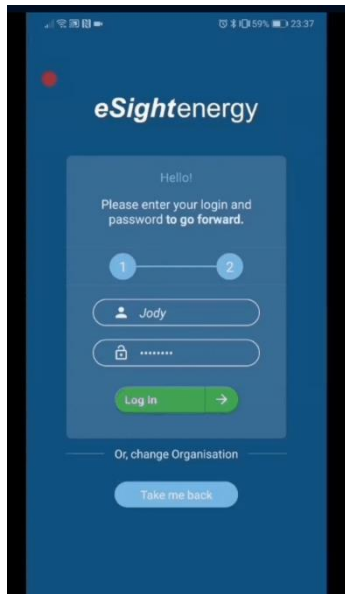 59% 23:37
eSightenergy
Hello!
Please enter your login and
password to go forward.
1 2
Jody
••••••••
Log In
Or, change Organisation
Take me back